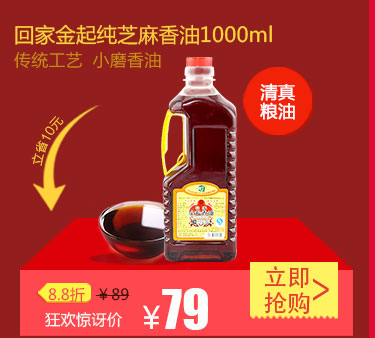 回家金起纯芝麻香油1000ml
传统工艺 小磨香油
清真
粮油
立省10元
8.8折 ￥89
狂欢惊讶价 ￥79
立即
抢购>